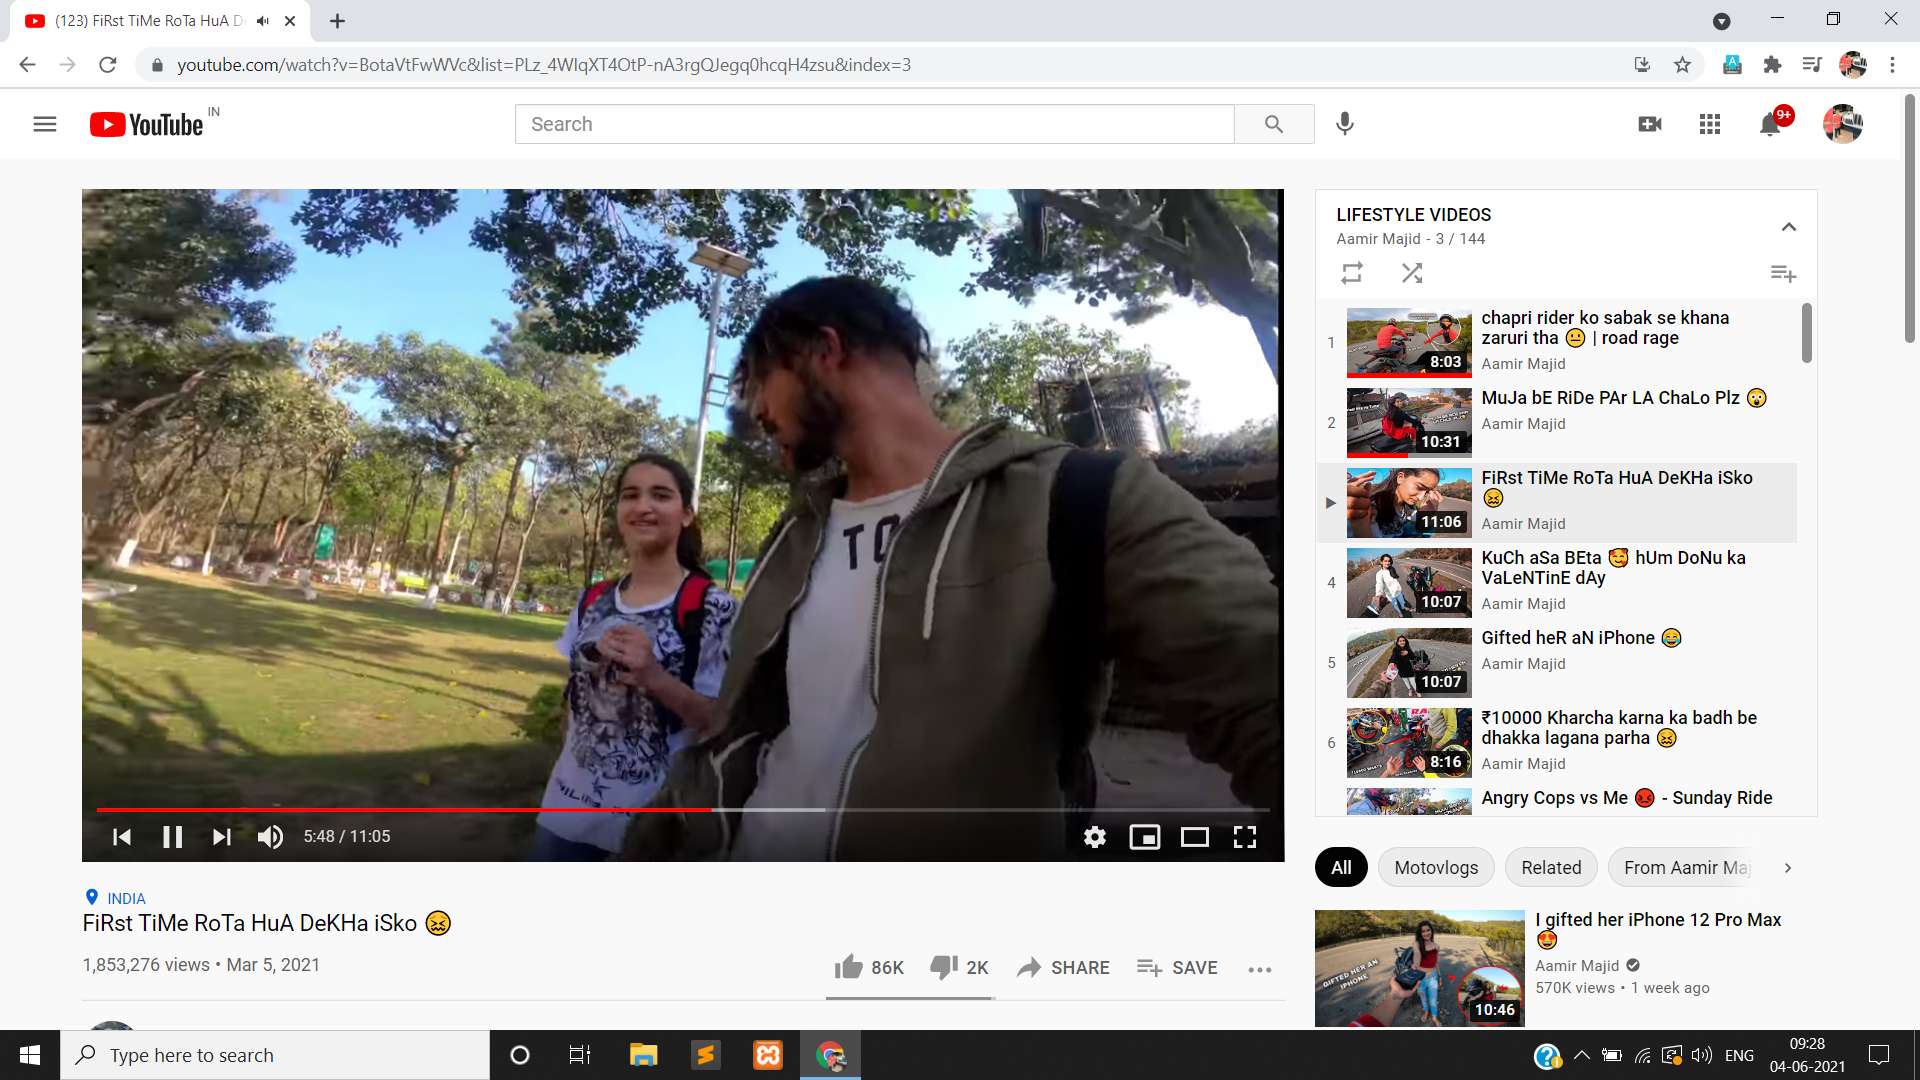 (123) FiRst TiMe RoTa HuA De
youtube.com/watch?v=BotaVtFwWVc&list=PLz_4WIqXT4OtP-nA3rgQJegq0hcqH4zsu&index=3
YouTube IN
Search
9+
TO
5:48 / 11:05
INDIA
FiRst TiMe RoTa HuA DeKHa iSko 😖
1,853,276 views • Mar 5, 2021
86K
2K
SHARE
SAVE
LIFESTYLE VIDEOS
Aamir Majid - 3 / 144
1
8:03
chapri rider ko sabak se khana
zaruri tha 😐 | road rage
Aamir Majid
2
10:31
MuJa bE RiDe PAr LA ChaLo Plz 😲
Aamir Majid
11:06
FiRst TiMe RoTa HuA DeKHa iSko
😖
Aamir Majid
4
10:07
KuCh aSa BEta 🥰 hUm DoNu ka
VaLeNTinE dAy
Aamir Majid
5
10:07
Gifted heR aN iPhone 😂
Aamir Majid
6
8:16
₹10000 Kharcha karna ka badh be
dhakka lagana parha 😖
Aamir Majid
Angry Cops vs Me 😡 - Sunday Ride
All
Motovlogs
Related
From Aamir Maj
GIFTED HER AN
IPHONE
10:46
I gifted her iPhone 12 Pro Max
😍
Aamir Majid
570K views • 1 week ago
Type here to search
ENG
09:28
04-06-2021